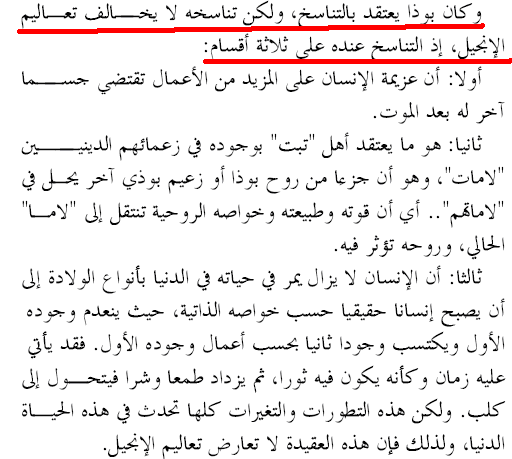 وكان بوذا يعتقد بالتناسخ، ولكن تناسخه لا يخالف تعاليم
الإنجيل، إذ التناسخ عنده على ثلاثة أقسام:
أولا: أن عزيمة الإنسان على المزيد من الأعمال تقتضي جسما
آخر له بعد الموت.
ثانيا: هو ما يعتقد أهل "تبت" بوجوده في زعمائهم الدينيين
"لامات"، وهو أن جزءا من روح بوذا أو زعيم بوذي آخر يحل في
"لاماتهم".. أي أن قوته وطبيعته وخواصه الروحية تنتقل إلى "لاما"
الحالي، وروحه تؤثر فيه.
ثالثا: أن الإنسان لا يزال يمر في حياته في الدنيا بأنواع الولادة إلى
أن يصبح إنسانا حقيقيا حسب خواصه الذاتية، حيث ينعدم وجوده
الأول ويكتسب وجودا ثانيا بحسب أعمال وجوده الأول. فقد يأتي
عليه زمان وكأنه يكون فيه ثورا، ثم يزداد طمعا وشرا فيتحول إلى
كلب. ولكن هذه التطورات والتغيرات كلها تحدث في هذه الحياة
الدنيا، ولذلك فإن هذه العقيدة لا تعارض تعاليم الإنجيل.